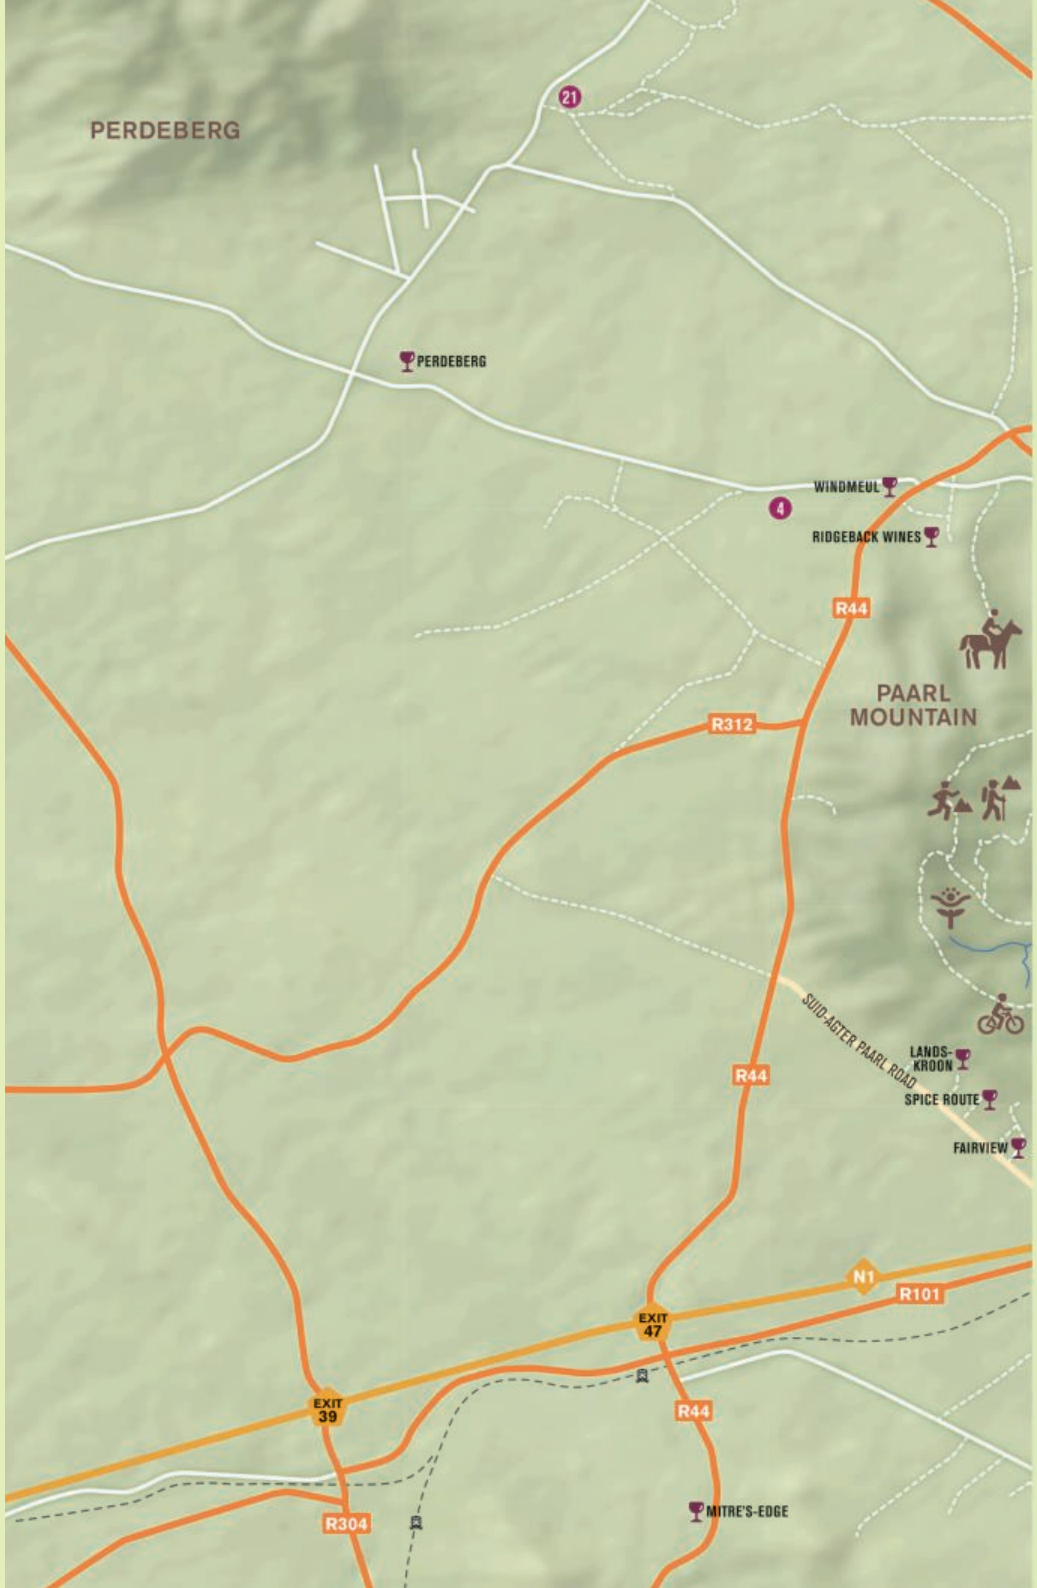 21
PERDEBERG
PERDEBERG
WINDMEUL
4
RIDGEBACK WINES
R44
PAARL
MOUNTAIN
R312
SUID-AGTER PAARL ROAD
LANDS-
KROON
R44
SPICE ROUTE
FAIRVIEW
N1
R101
EXIT
47
EXIT
39
R44
MITRE'S-EDGE
R304